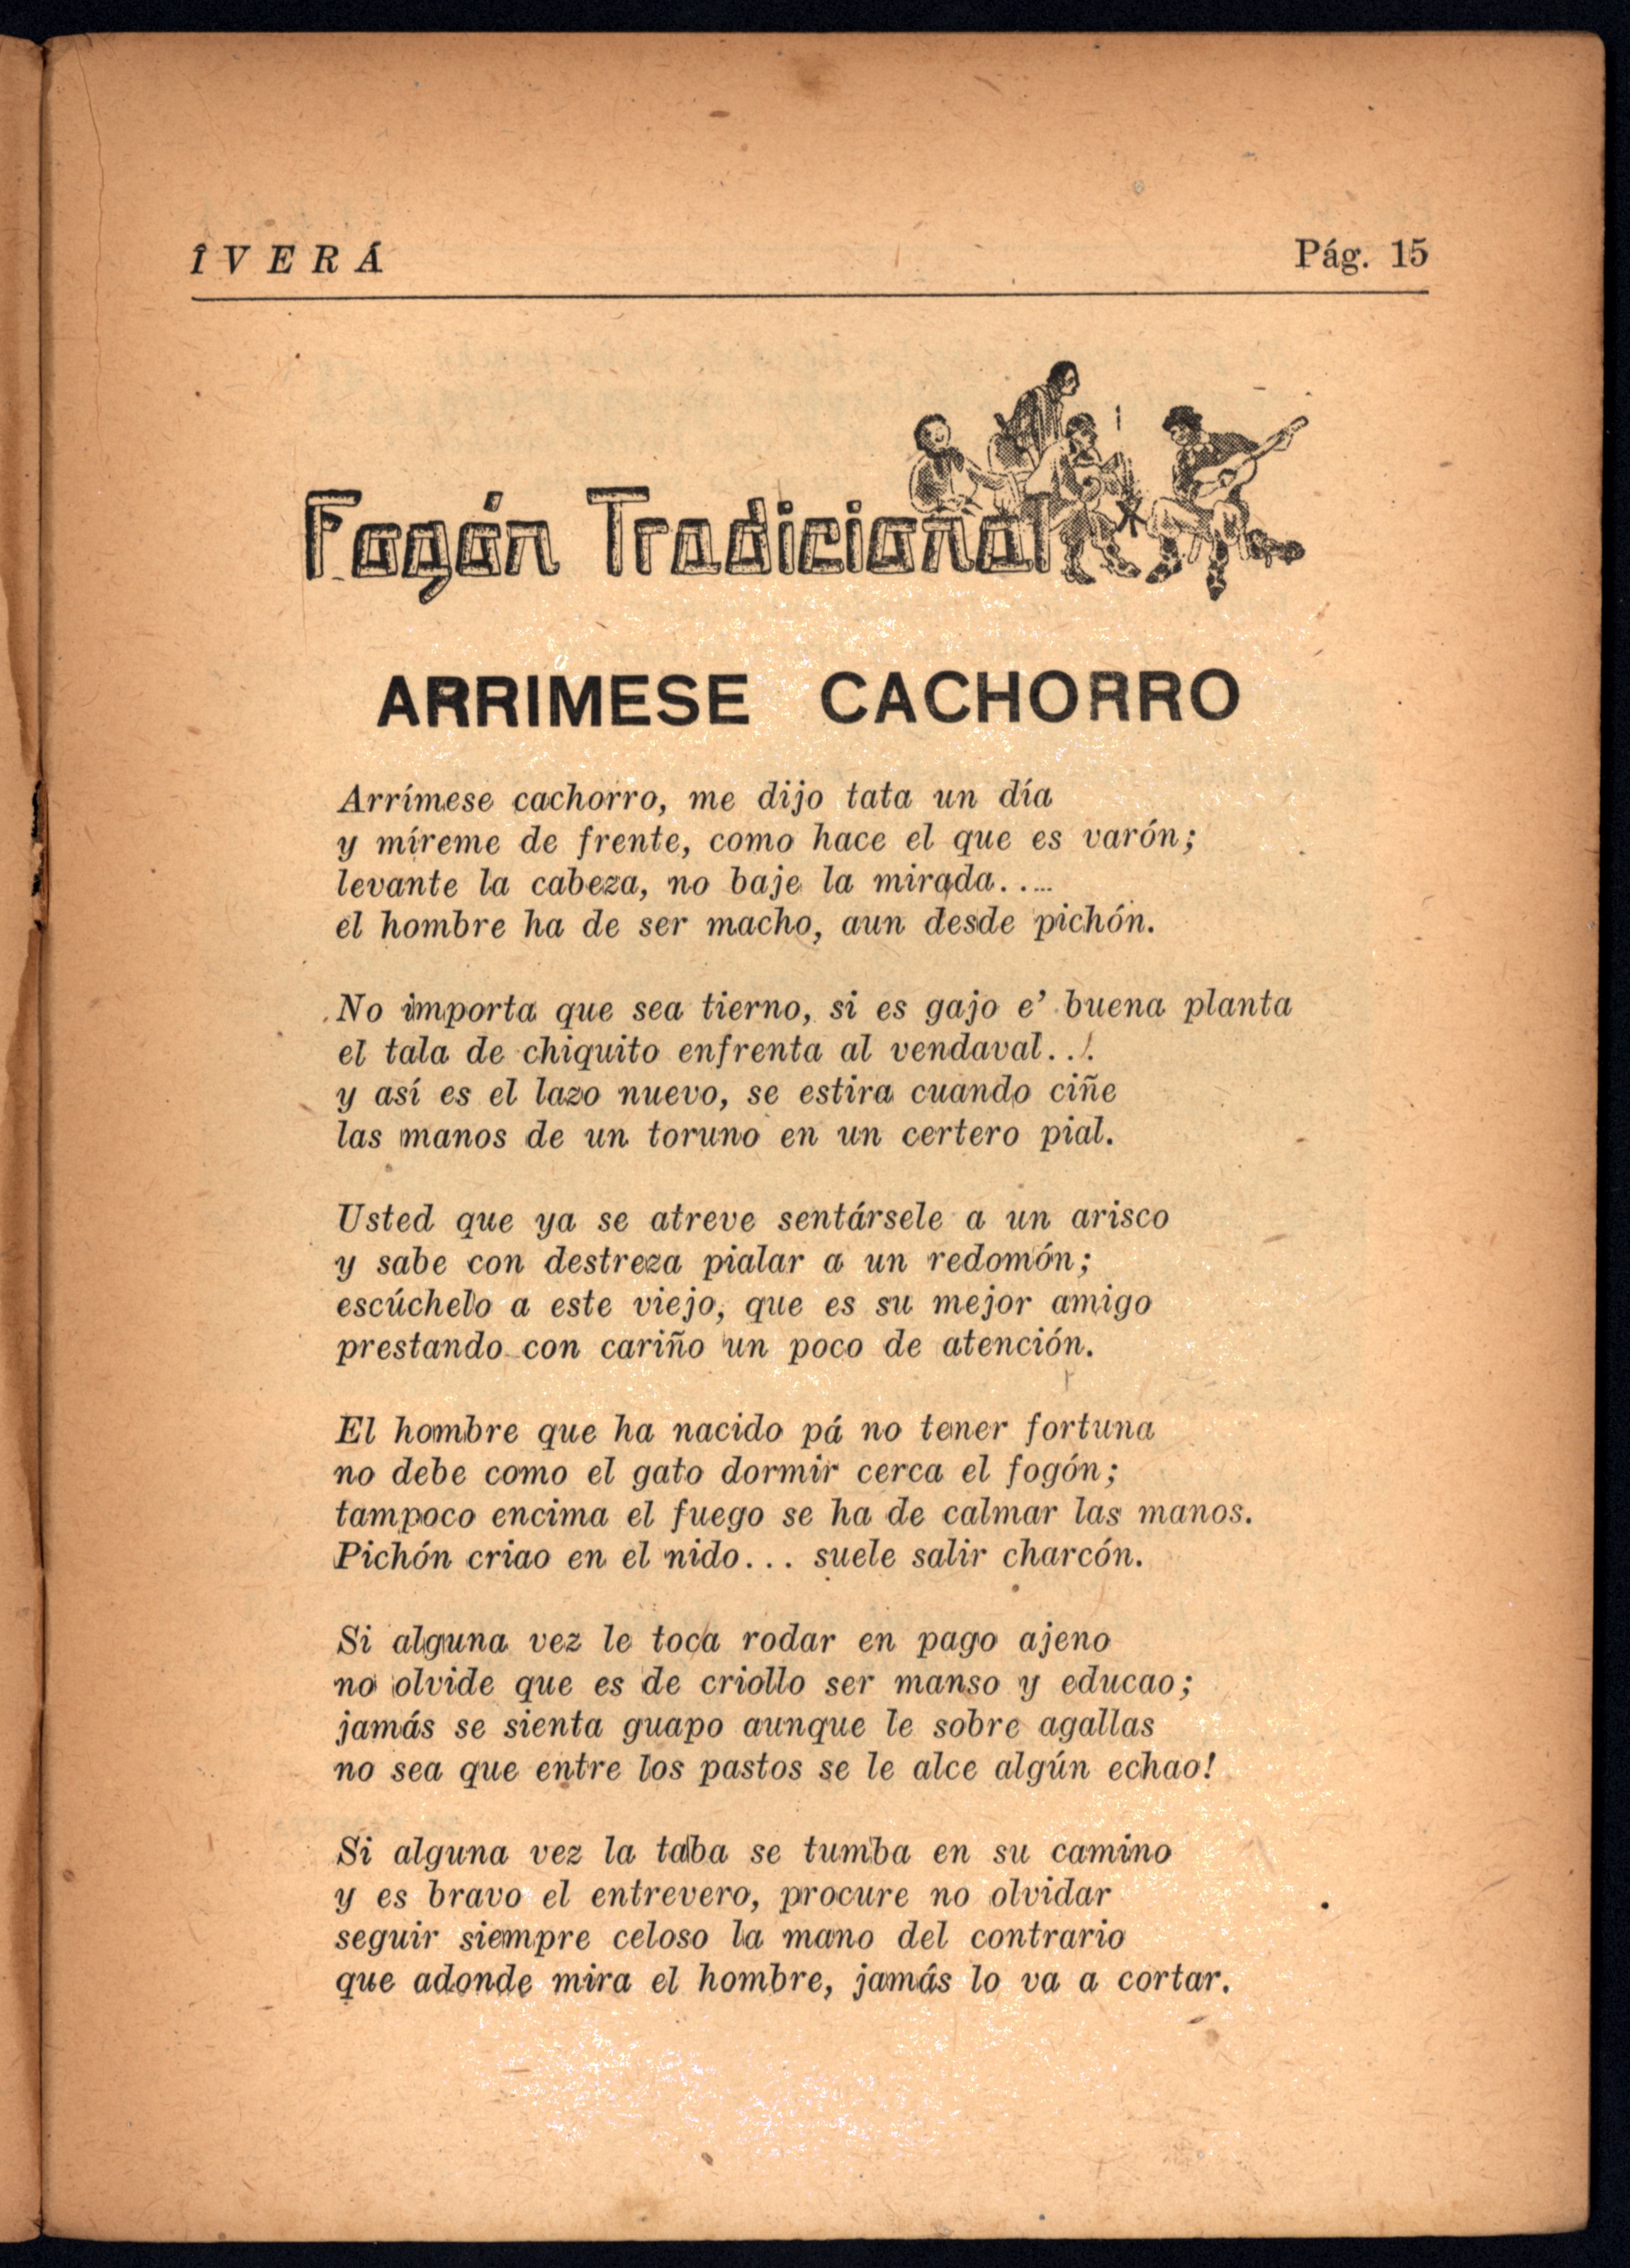 ÎVERÁ
Pág. 15
Fogón Tradicional
ARRIMESE CACHORRO
Arrímese cachorro, me dijo tata un día
y míreme de frente, como hace el que es varón;
levante la cabeza, no baje la mirada.....
el hombre ha de ser macho, aun desde pichón.
No importa que sea tierno, si es gajo e' buena planta
el tala de chiquito enfrenta al vendaval...
y así es el lazo nuevo, se estira cuando ciñe
las manos de un toruno en un certero pial.
Usted que ya se atreve sentársele a un arisco
y sabe con destreza pialar a un redomón;
escúchelo a este viejo, que es su mejor amigo
prestando con cariño un poco de atención.
El hombre que ha nacido pá no tener fortuna
no debe como el gato dormir cerca el fogón;
tampoco encima el fuego se ha de calmar las manos.
Pichón criao en el nido... suele salir charcón.
Si alguna vez le toca rodar en pago ajeno
no olvide que es de criollo ser manso y educao;
jamás se sienta guapo aunque le sobre agallas
no sea que entre los pastos se le alce algún echao!
Si alguna vez la taba se tumba en su camino
y es bravo el entrevero, procure no olvidar
seguir siempre celoso la mano del contrario
que adonde mira el hombre, jamás lo va a cortar.